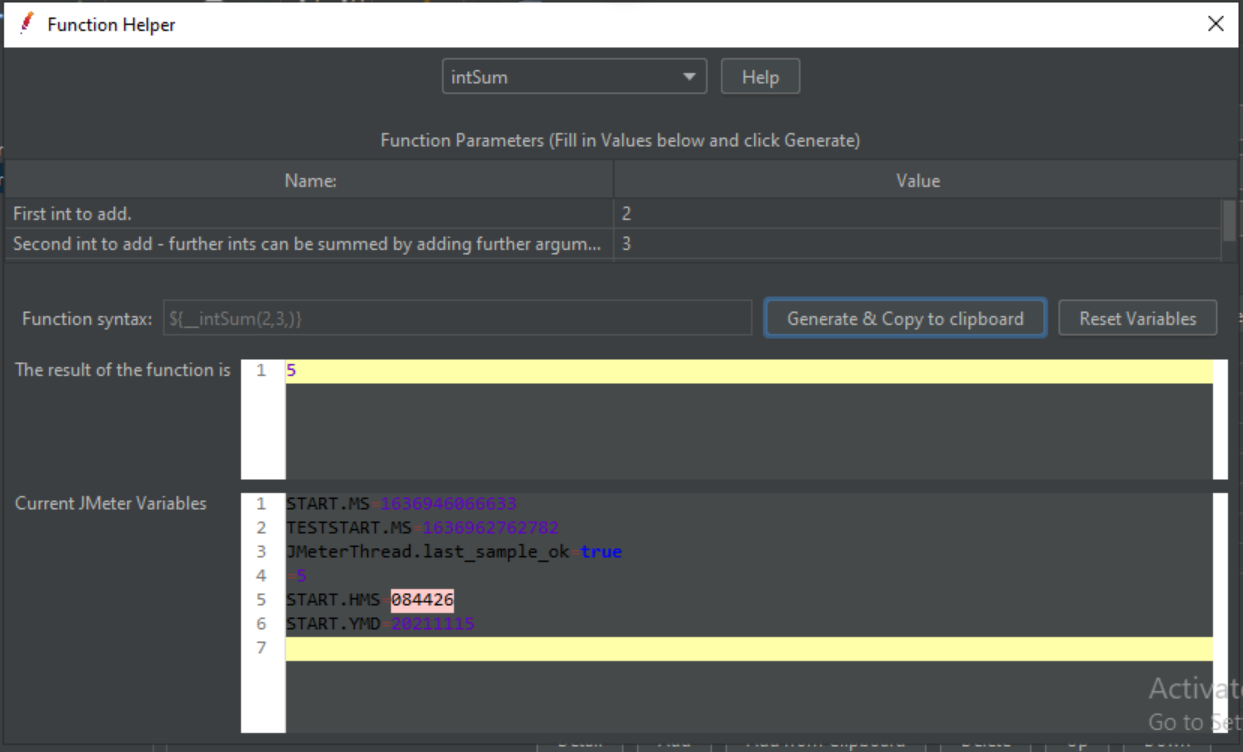 Function Helper
intSum
Help
Function Parameters (Fill in Values below and click Generate)
Name:
Value
First int to add.
2
Second int to add - further ints can be summed by adding further argum...
3
Function syntax:
${__intSum(2,3,)}
Generate & Copy to clipboard
Reset Variables
The result of the function is
1 5
Current JMeter Variables
1 START.MS=1636946066633
2 TESTSTART.MS=1636962762782
3 JMeterThread.last_sample_ok=true
4 =5
5 START.HMS=084426
6 START.YMD=20211115
7
Activate
Go to Set